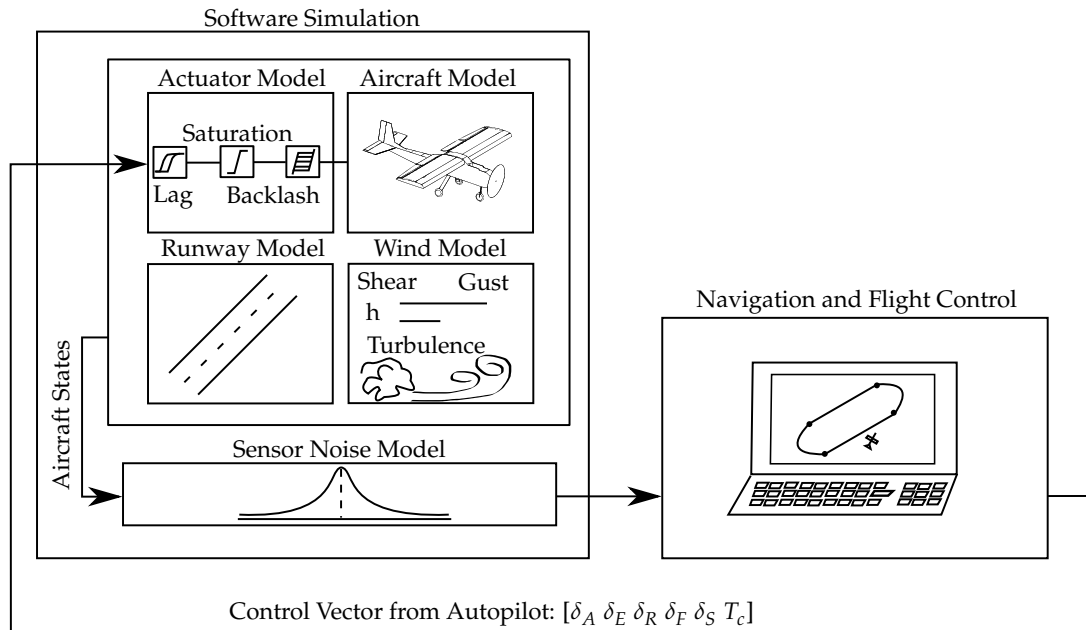 Software Simulation
Actuator Model
Aircraft Model
Saturation
Lag
Backlash
Runway Model
Wind Model
Shear
Gust
h
Turbulence
Aircraft States
Sensor Noise Model
Navigation and Flight Control
Control Vector from Autopilot: [δ_A δ_E δ_R δ_F δ_S T_c]